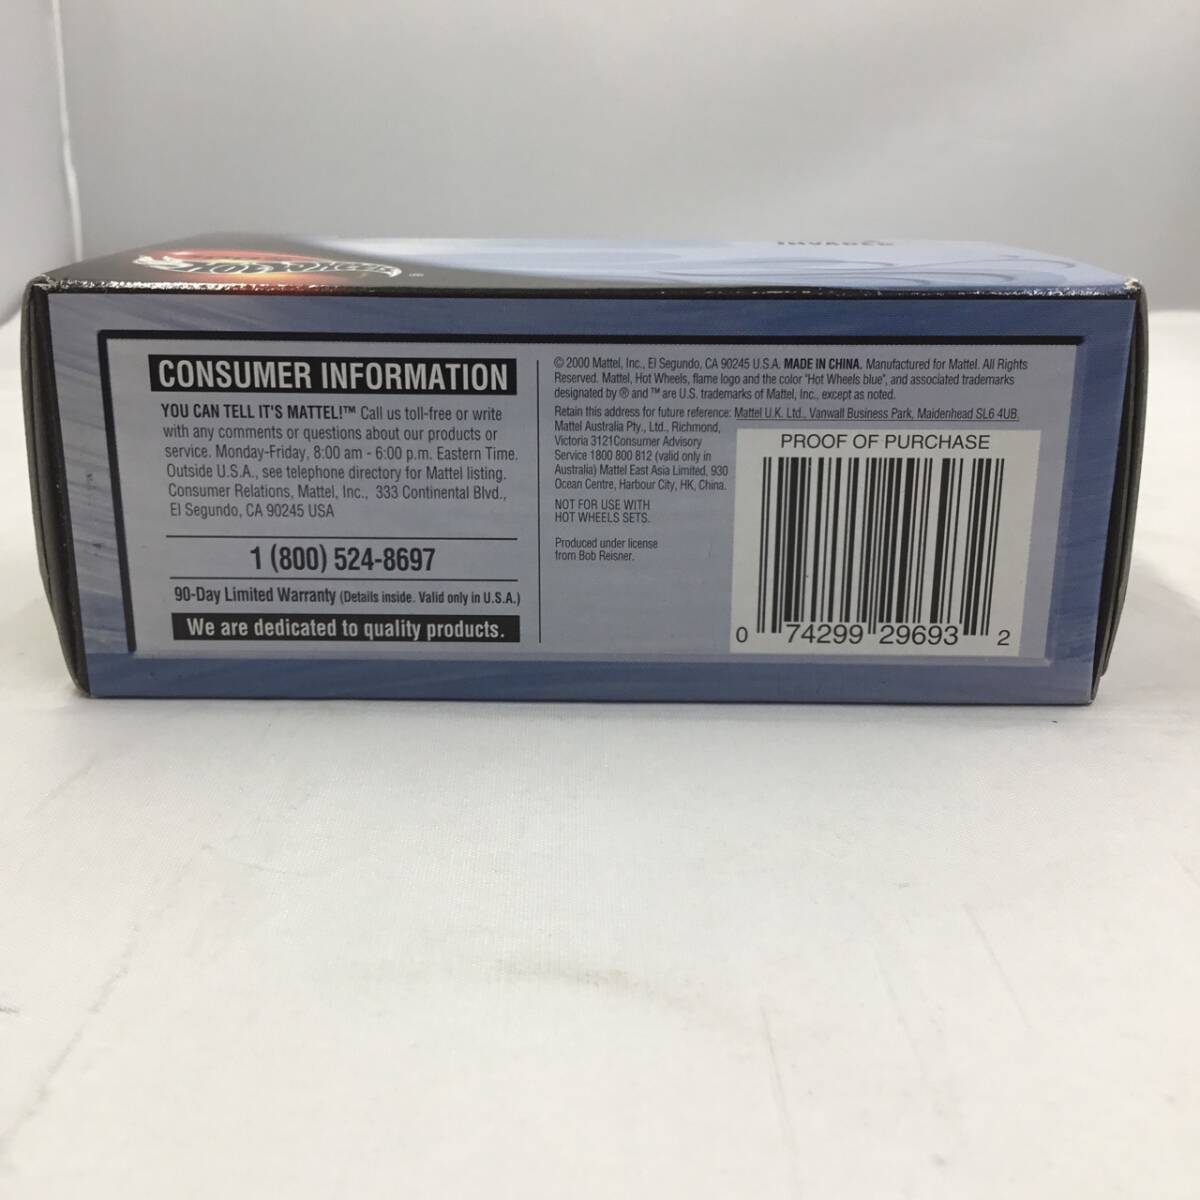 HOT WHEELS ®
INVADER
CONSUMER INFORMATION
YOU CAN TELL IT'S MATTEL!™ Call us toll-free or write
with any comments or questions about our products or
service. Monday-Friday, 8:00 am - 6:00 p.m. Eastern Time.
Outside U.S.A., see telephone directory for Mattel listing.
Consumer Relations, Mattel, Inc., 333 Continental Blvd.,
El Segundo, CA 90245 USA
1 (800) 524-8697
90-Day Limited Warranty (Details inside. Valid only in U.S.A.)
We are dedicated to quality products.
© 2000 Mattel, Inc., El Segundo, CA 90245 U.S.A. MADE IN CHINA. Manufactured for Mattel. All Rights
Reserved. Mattel, Hot Wheels, flame logo and the color "Hot Wheels blue", and associated trademarks
designated by ® and ™ are U.S. trademarks of Mattel, Inc., except as noted.
Retain this address for future reference: Mattel U.K. Ltd., Vanwall Business Park, Maidenhead SL6 4UB.
Mattel Australia Pty., Ltd., Richmond,
Victoria 3121Consumer Advisory
Service 1800 800 812 (valid only in
Australia) Mattel East Asia Limited, 930
Ocean Centre, Harbour City, HK, China.
NOT FOR USE WITH
HOT WHEELS SETS.
Produced under license
from Bob Reisner.
PROOF OF PURCHASE
0 74299 29693 2